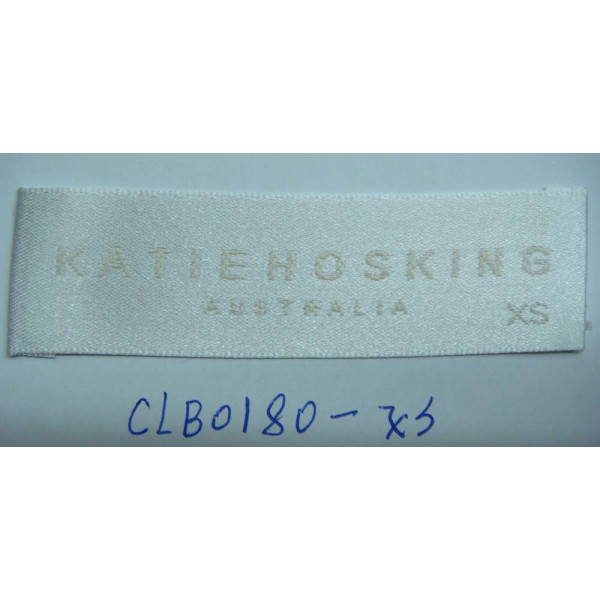 KATIEHOSKING
AUSTRALIA
XS
CLB0180-XS